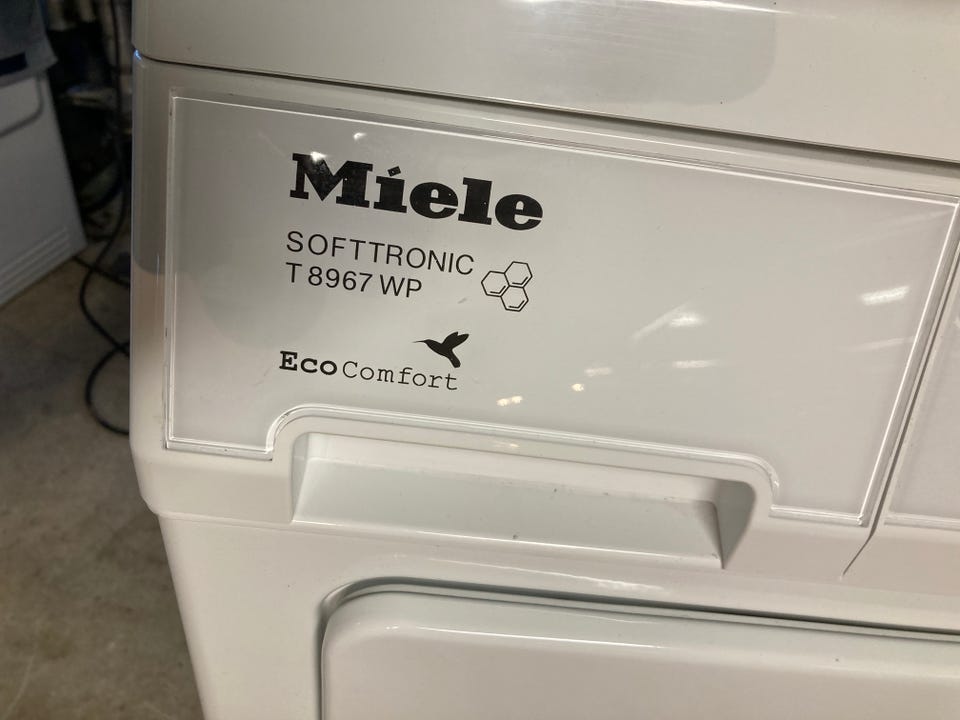 Miele
SOFTTRONIC
T 8967 WP
EcoComfort